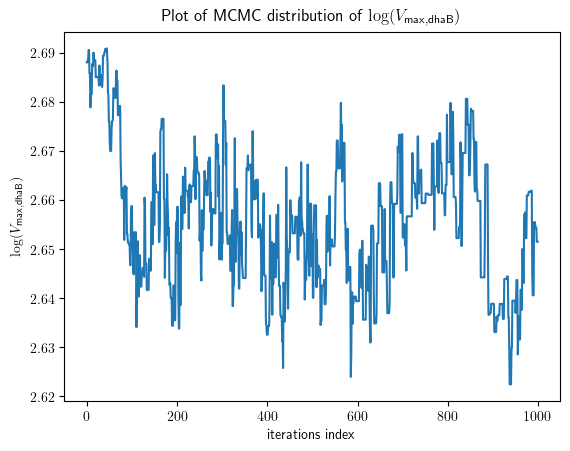 Plot of MCMC distribution of log(V_max,dhaB)
log(V_max,dhaB)
2.69
2.68
2.67
2.66
2.65
2.64
2.63
2.62
0 200 400 600 800 1000
iterations index